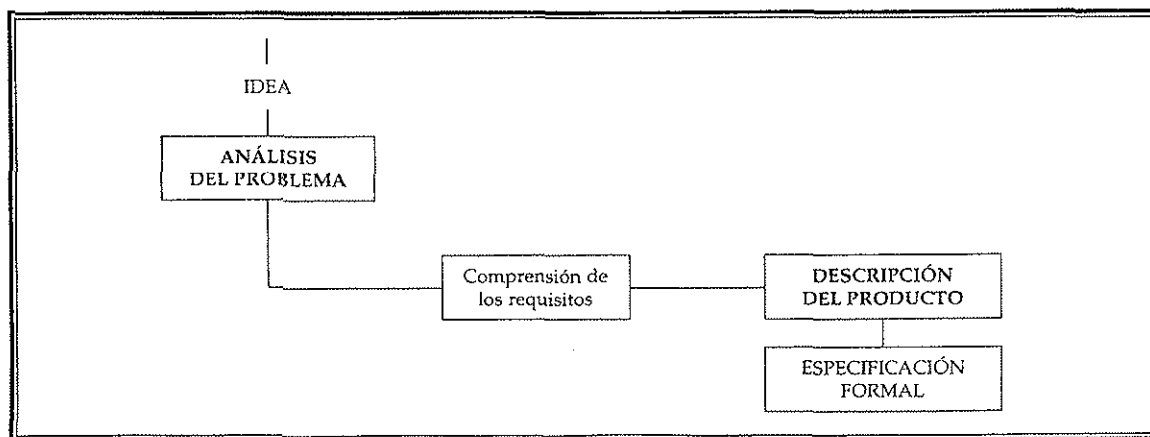 IDEA
ANÁLISIS
DEL PROBLEMA
Comprensión de
los requisitos
DESCRIPCIÓN
DEL PRODUCTO
ESPECIFICACIÓN
FORMAL